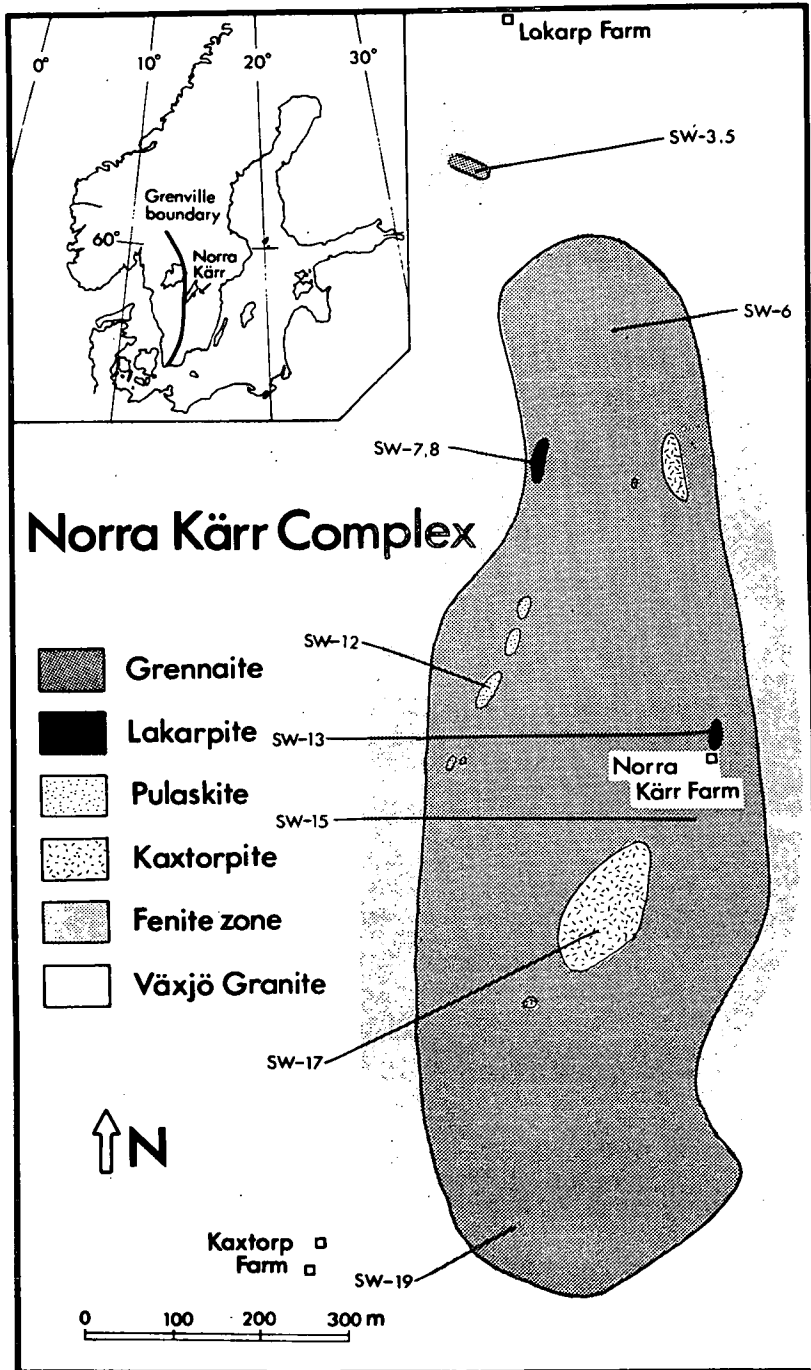 Lakarp Farm
0°
10°
20°
30°
SW-3,5
Grenville
boundary
60°
Norra
Kärr
SW-6
SW-7,8
Norra Kärr Complex
SW-12
Grennaite
Lakarpite
SW-13
Norra
Kärr Farm
Pulaskite
SW-15
Kaxtorpite
Fenite zone
Växjö Granite
SW-17
N
Kaxtorp
Farm
SW-19
0 100 200 300 m